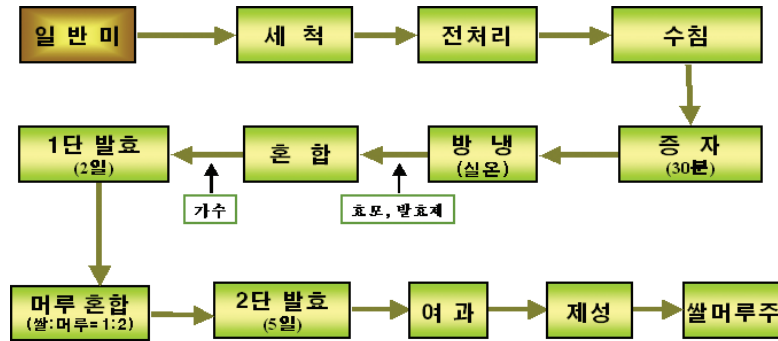 일 반 미
세 척
전처리
수침
증 자
(30분)
방 냉
(실온)
효모, 발효제
혼 합
가수
1단 발효
(2일)
머루 혼합
(쌀:머루=1:2)
2단 발효
(5일)
여 과
제성
쌀머루주